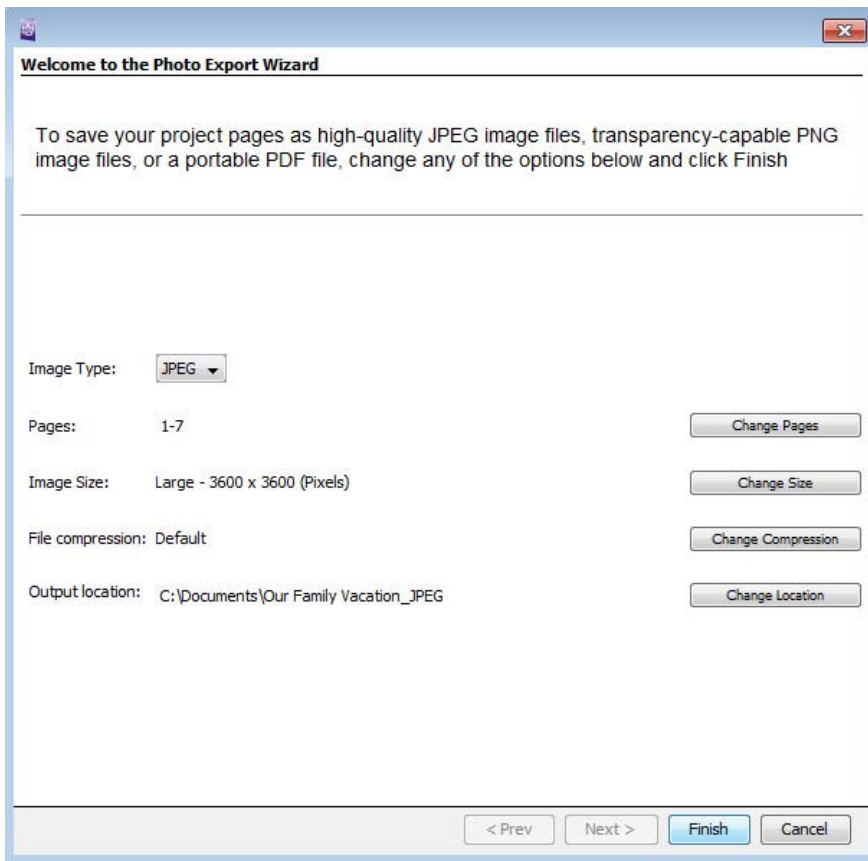 Welcome to the Photo Export Wizard
To save your project pages as high-quality JPEG image files, transparency-capable PNG
image files, or a portable PDF file, change any of the options below and click Finish
Image Type: JPEG
Pages: 1-7 Change Pages
Image Size: Large - 3600 x 3600 (Pixels) Change Size
File compression: Default Change Compression
Output location: C:\Documents\Our Family Vacation_JPEG Change Location
< Prev Next > Finish Cancel